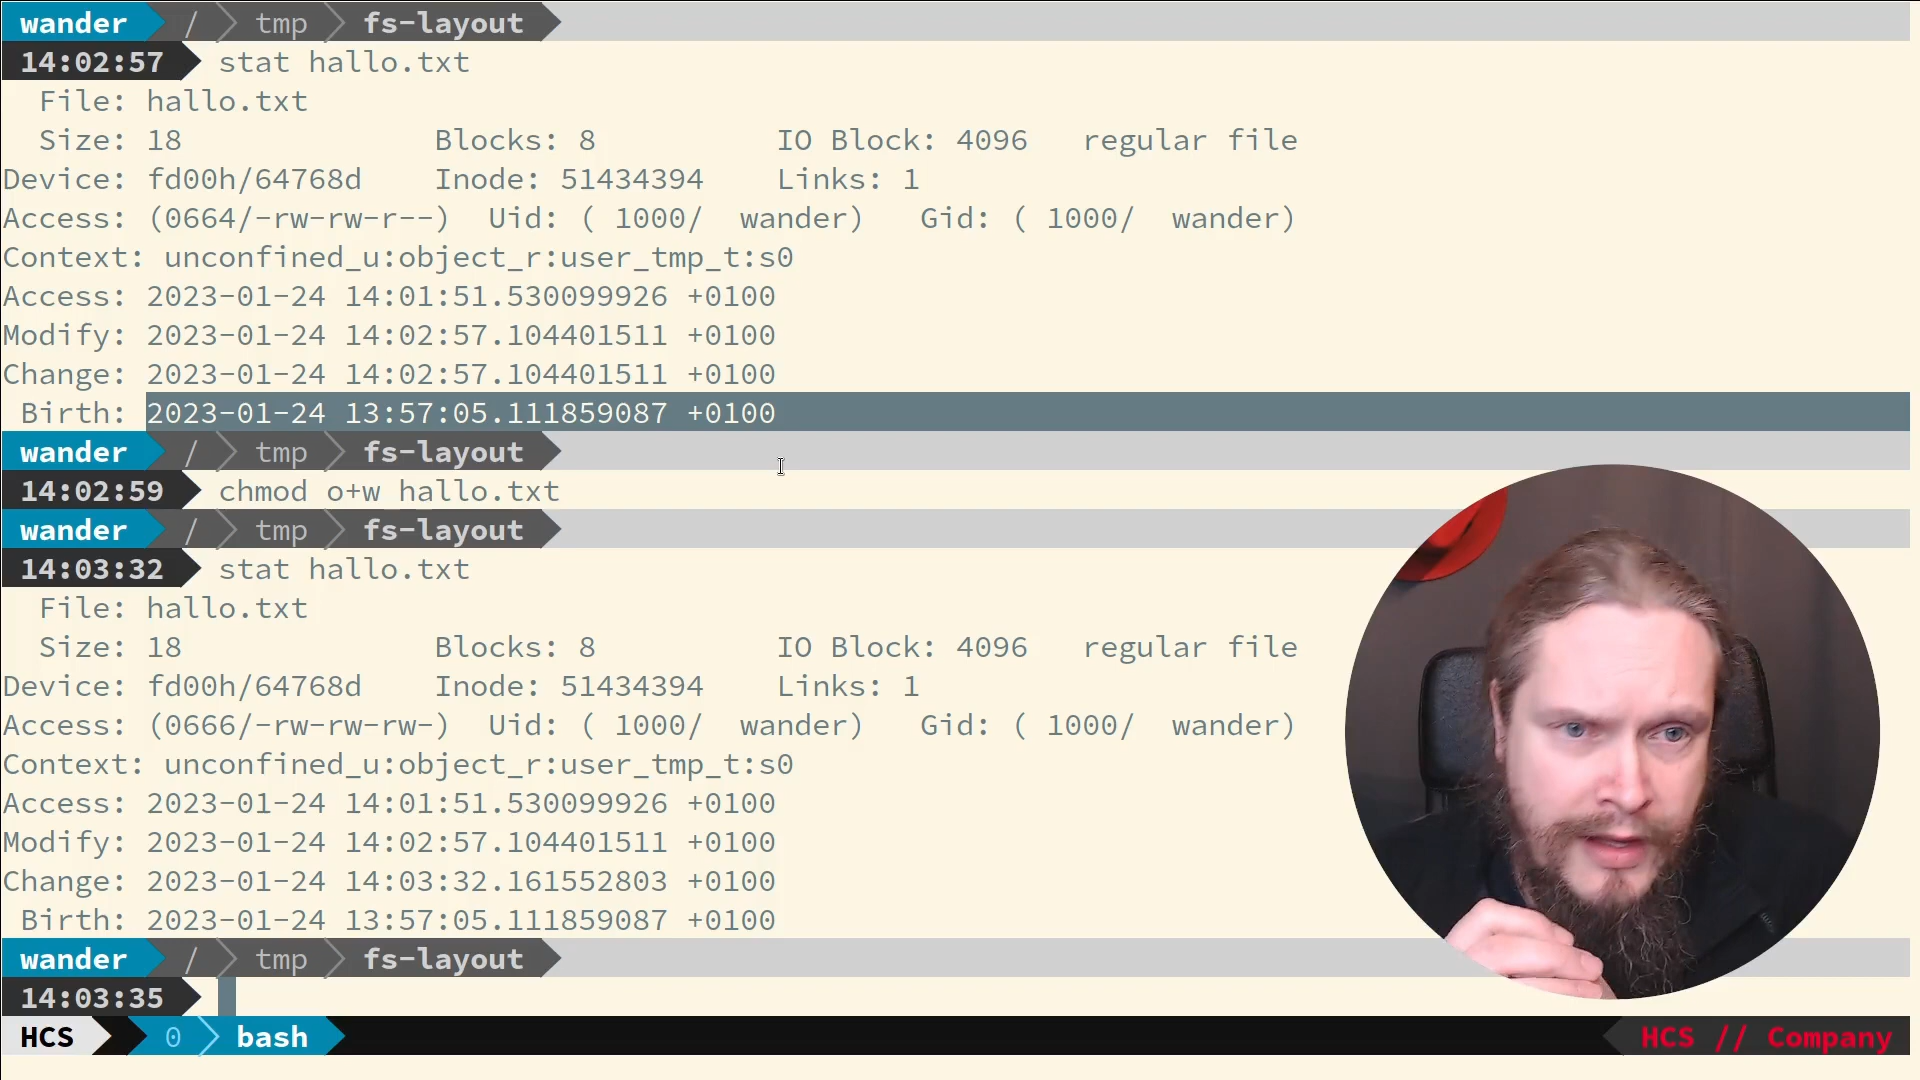 wander / tmp fs-layout
14:02:57 stat hallo.txt
File: hallo.txt
Size: 18 Blocks: 8 IO Block: 4096 regular file
Device: fd00h/64768d Inode: 51434394 Links: 1
Access: (0664/-rw-rw-r--) Uid: ( 1000/ wander) Gid: ( 1000/ wander)
Context: unconfined_u:object_r:user_tmp_t:s0
Access: 2023-01-24 14:01:51.530099926 +0100
Modify: 2023-01-24 14:02:57.104401511 +0100
Change: 2023-01-24 14:02:57.104401511 +0100
Birth: 2023-01-24 13:57:05.111859087 +0100
wander / tmp fs-layout
14:02:59 chmod o+w hallo.txt
wander / tmp fs-layout
14:03:32 stat hallo.txt
File: hallo.txt
Size: 18 Blocks: 8 IO Block: 4096 regular file
Device: fd00h/64768d Inode: 51434394 Links: 1
Access: (0666/-rw-rw-rw-) Uid: ( 1000/ wander) Gid: ( 1000/ wander)
Context: unconfined_u:object_r:user_tmp_t:s0
Access: 2023-01-24 14:01:51.530099926 +0100
Modify: 2023-01-24 14:02:57.104401511 +0100
Change: 2023-01-24 14:03:32.161552803 +0100
Birth: 2023-01-24 13:57:05.111859087 +0100
wander / tmp fs-layout
14:03:35
HCS 0 bash HCS // Company